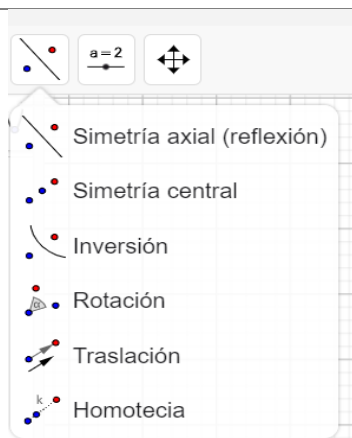 a=2
Simetría axial (reflexión)
Simetría central
Inversión
α
Rotación
Traslación
k
Homotecia